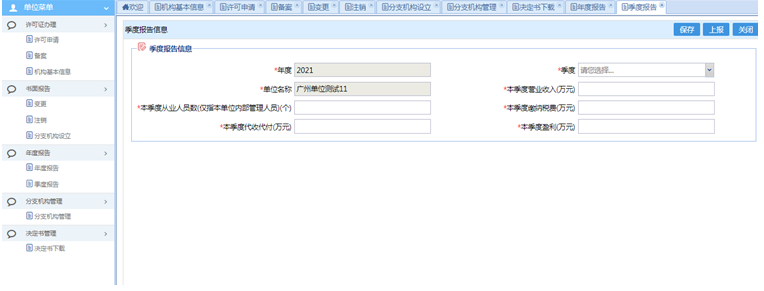 单位菜单
欢迎 机构基本信息 许可申请 备案 变更 注销 分支机构设立 分支机构管理 决定书下载 年度报告 季度报告
许可证办理
许可申请
备案
机构基本信息
书面报告
变更
注销
分支机构设立
年度报告
年度报告
季度报告
分支机构管理
分支机构管理
决定书管理
决定书下载
季度报告信息 保存 上报 关闭
季度报告信息
*年度 2021 *季度 请您选择...
*单位名称 广州单位测试11 *本季度营业收入(万元)
*本季度从业人员数(仅指本单位内部管理人员)(个) *本季度缴纳税费(万元)
*本季度代收代付(万元) *本季度盈利(万元)